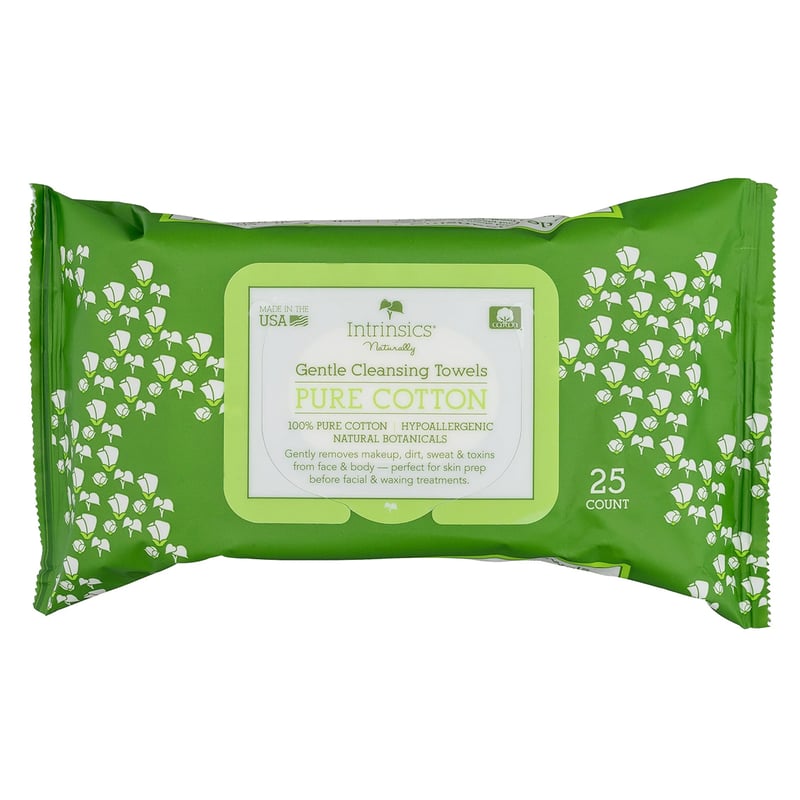 MADE IN THE
USA
Intrinsics®
Naturally
cotton
Gentle Cleansing Towels
PURE COTTON
100% PURE COTTON | HYPOALLERGENIC
NATURAL BOTANICALS
Gently removes makeup, dirt, sweat & toxins
from face & body — perfect for skin prep
before facial & waxing treatments.
25
COUNT